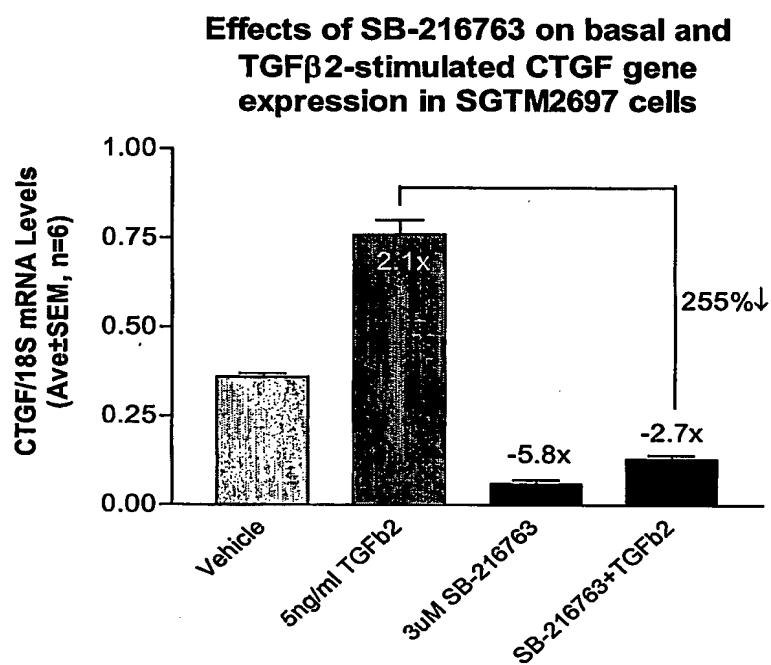 Effects of SB-216763 on basal and
TGFβ2-stimulated CTGF gene
expression in SGTM2697 cells
CTGF/18S mRNA Levels
(Ave±SEM, n=6)
1.00
0.75
0.50
0.25
0.00
2.1x
255%↓
-5.8x
-2.7x
Vehicle
5ng/ml TGFb2
3uM SB-216763
SB-216763+TGFb2